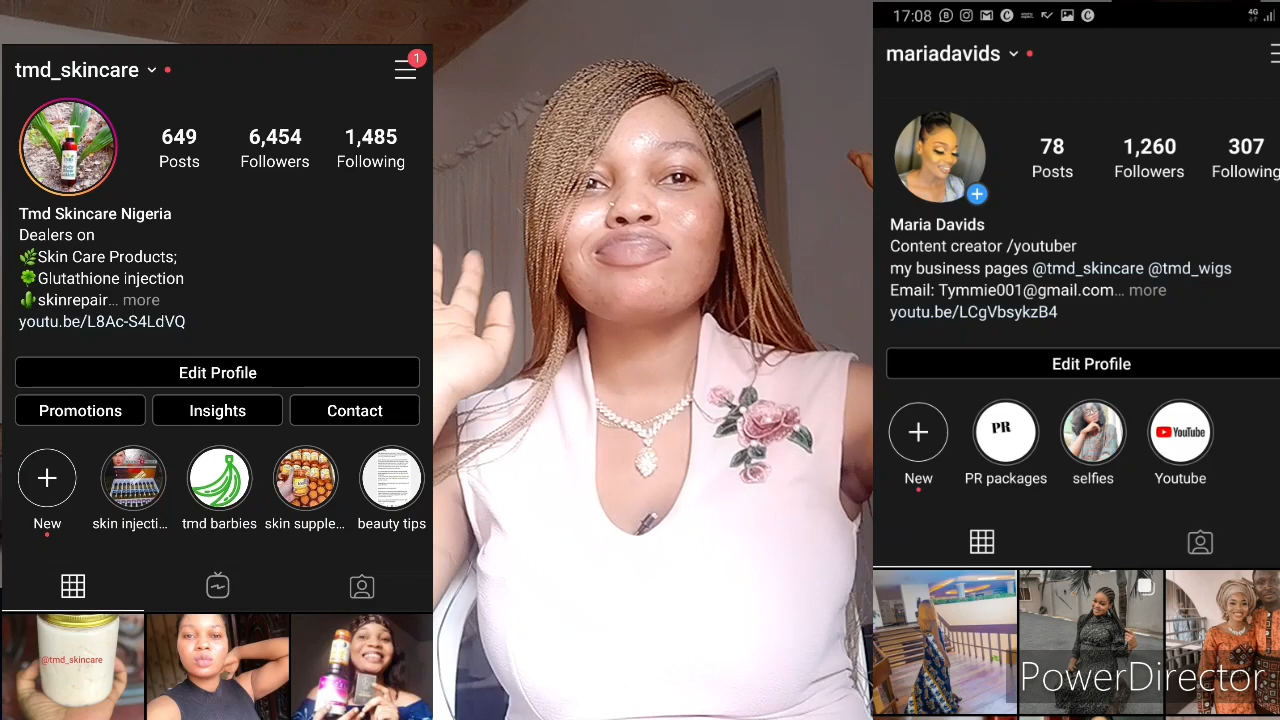 tmd_skincare
1
649
6,454
1,485
Posts
Followers
Following
Tmd Skincare Nigeria
Dealers on
🌿Skin Care Products;
🍀Glutathione injection
🌵skinrepair... more
youtu.be/L8Ac-S4LdVQ
Edit Profile
Promotions
Insights
Contact
New
skin injecti...
tmd barbies
skin supple...
beauty tips
@tmd_skincare
17:08
4G
mariadavids
78
1,260
307
Posts
Followers
Following
Maria Davids
Content creator /youtuber
my business pages @tmd_skincare @tmd_wigs
Email: Tymmie001@gmail.com... more
youtu.be/LCgVbsykzB4
Edit Profile
PR
YouTube
New
PR packages
selfies
Youtube
PowerDirector